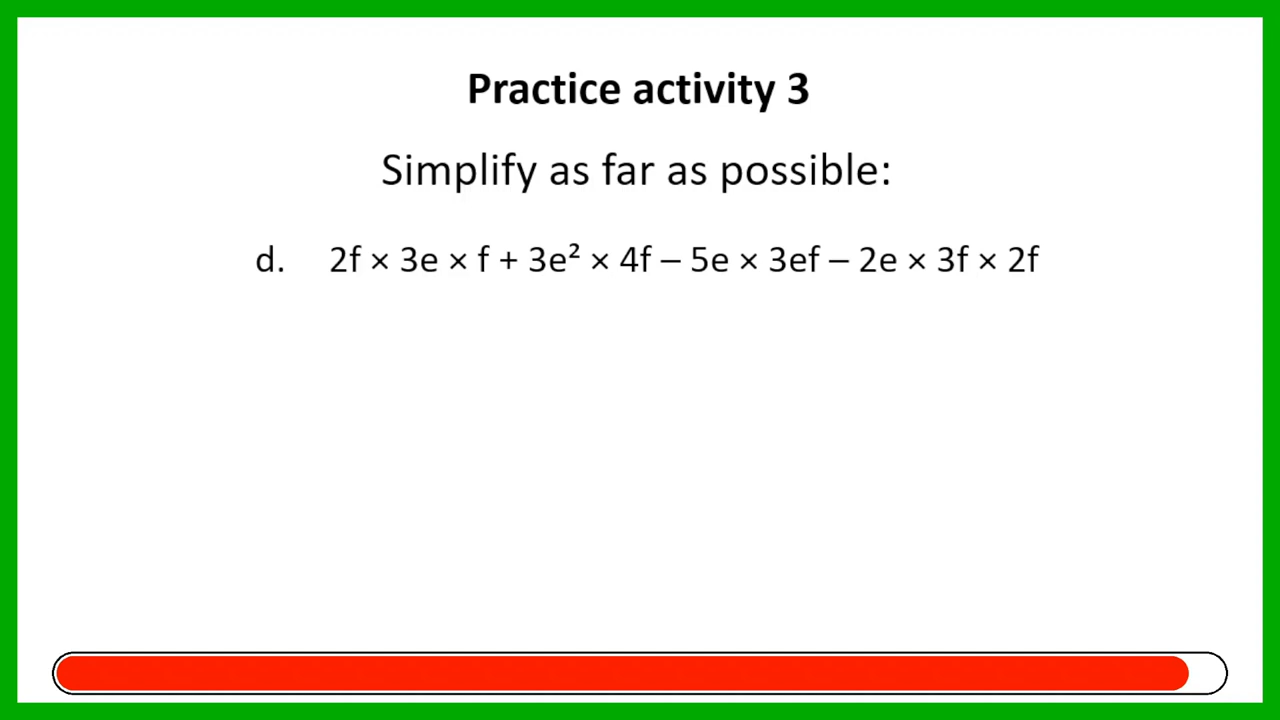 Practice activity 3
Simplify as far as possible:
d. 2f × 3e × f + 3e² × 4f – 5e × 3ef – 2e × 3f × 2f